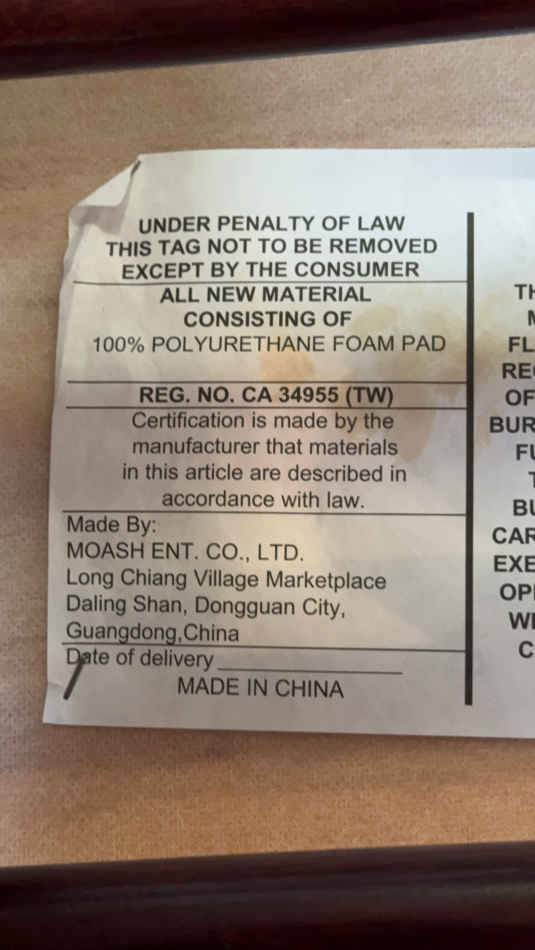 UNDER PENALTY OF LAW
THIS TAG NOT TO BE REMOVED
EXCEPT BY THE CONSUMER
ALL NEW MATERIAL
CONSISTING OF
100% POLYURETHANE FOAM PAD
REG. NO. CA 34955 (TW)
Certification is made by the
manufacturer that materials
in this article are described in
accordance with law.
Made By:
MOASH ENT. CO., LTD.
Long Chiang Village Marketplace
Daling Shan, Dongguan City,
Guangdong,China
Date of delivery
MADE IN CHINA
OF